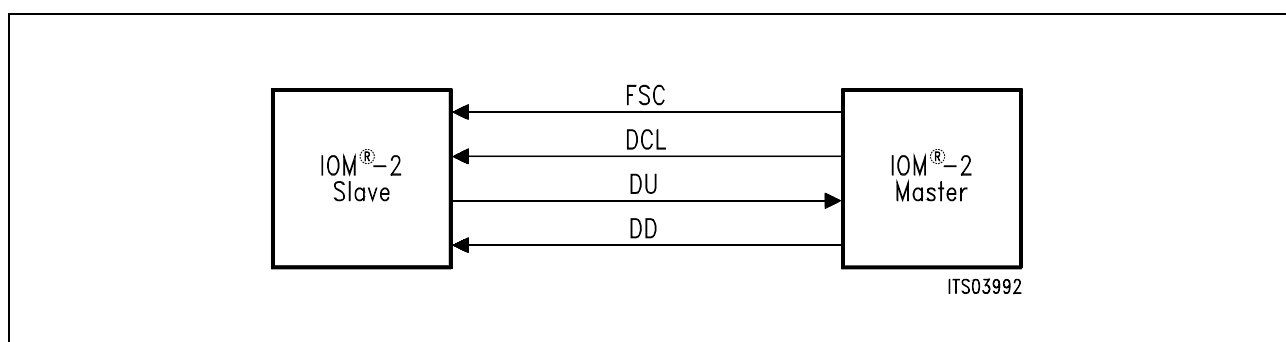 FSC
DCL
IOM®-2
Slave
DU
IOM®-2
Master
DD
ITS03992